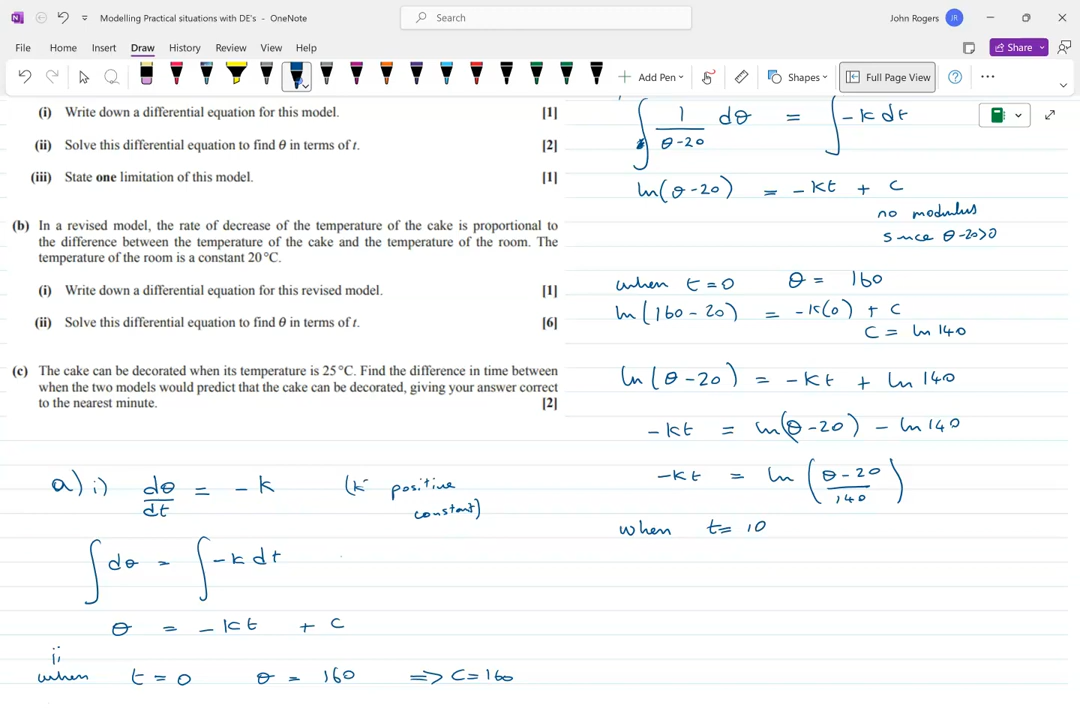 Modelling Practical situations with DE's - OneNote
Search
John Rogers
JR
File Home Insert Draw History Review View Help
Share
Add Pen
Shapes
Full Page View
(i) Write down a differential equation for this model. [1]
(ii) Solve this differential equation to find θ in terms of t. [2]
(iii) State one limitation of this model. [1]
(b) In a revised model, the rate of decrease of the temperature of the cake is proportional to
the difference between the temperature of the cake and the temperature of the room. The
temperature of the room is a constant 20 °C.
(i) Write down a differential equation for this revised model. [1]
(ii) Solve this differential equation to find θ in terms of t. [6]
(c) The cake can be decorated when its temperature is 25 °C. Find the difference in time between
when the two models would predict that the cake can be decorated, giving your answer correct
to the nearest minute. [2]
a) i) dθ/dt = -k (k positive
constant)
∫ dθ = ∫ -k dt
θ = -kt + c
ii
when t = 0 θ = 160 => C = 160
∫ 1/(θ-20) dθ = ∫ -k dt
ln(θ-20) = -kt + c
no modulus
since θ-20>0
when t = 0 θ = 160
ln(160-20) = -k(0) + c
C = ln 140
ln(θ-20) = -kt + ln 140
-kt = ln(θ-20) - ln 140
-kt = ln((θ-20)/140)
when t = 10